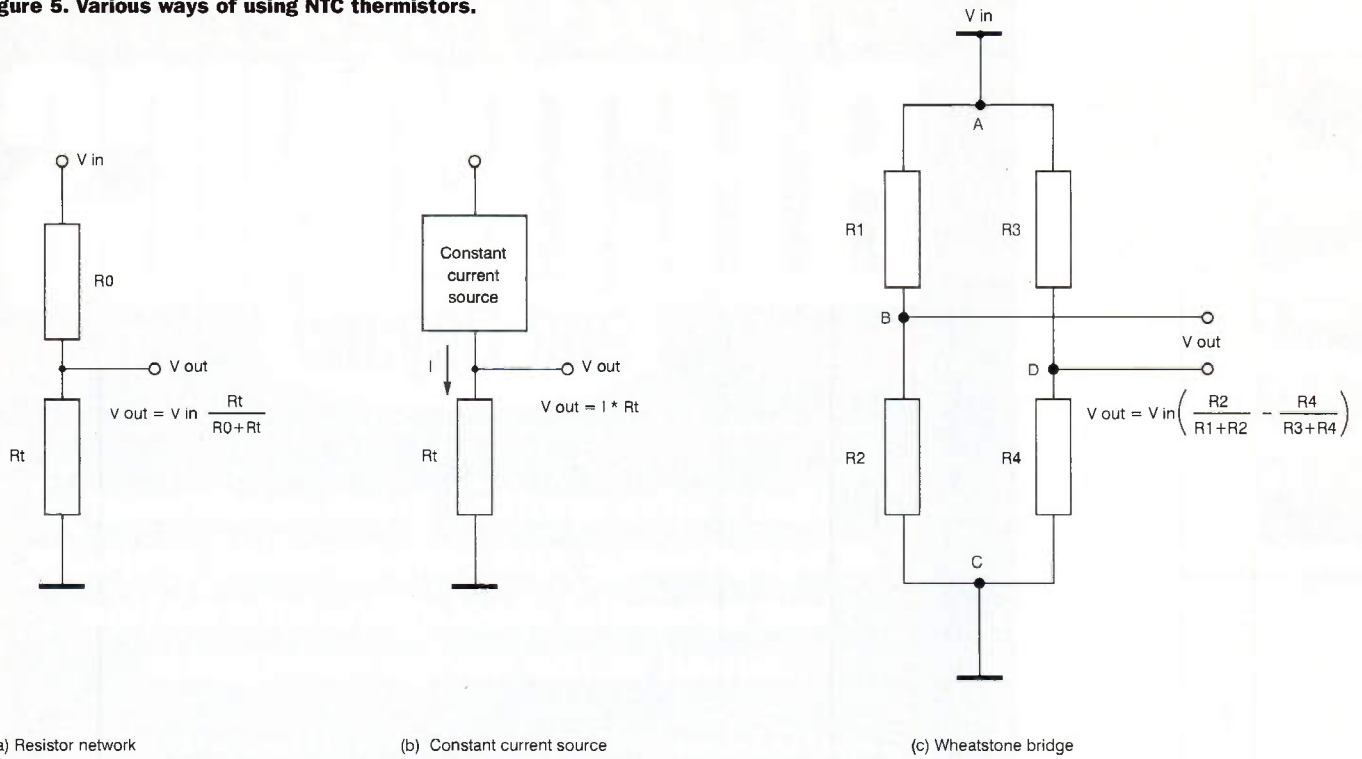 gure 5. Various ways of using NTC thermistors.
V in
R0
V out
V out = V in Rt / R0+Rt
Rt
a) Resistor network
Constant
current
source
I
V out
V out = I * Rt
Rt
(b) Constant current source
V in
A
R1
R3
B
V out
D
V out = V in( R2 / R1+R2 − R4 / R3+R4 )
R2
R4
C
(c) Wheatstone bridge